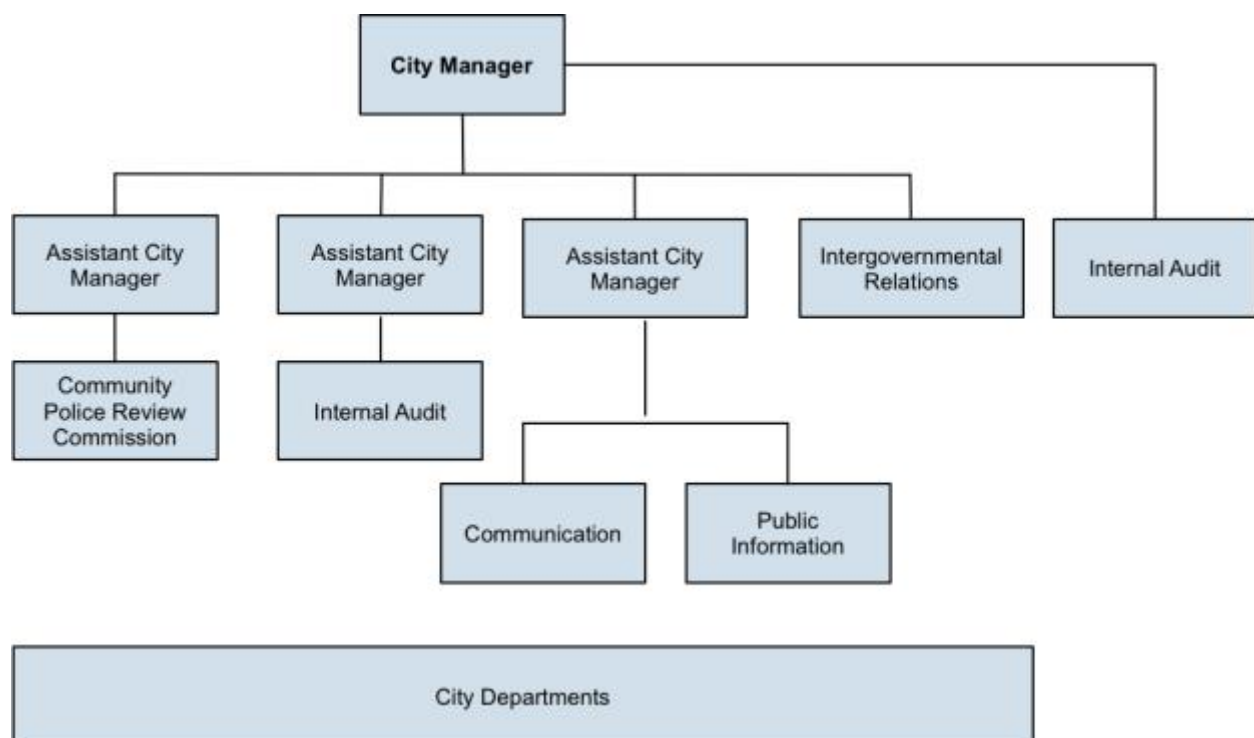 City Manager
Assistant City
Manager
Assistant City
Manager
Assistant City
Manager
Intergovernmental
Relations
Internal Audit
Community
Police Review
Commission
Internal Audit
Communication
Public
Information
City Departments